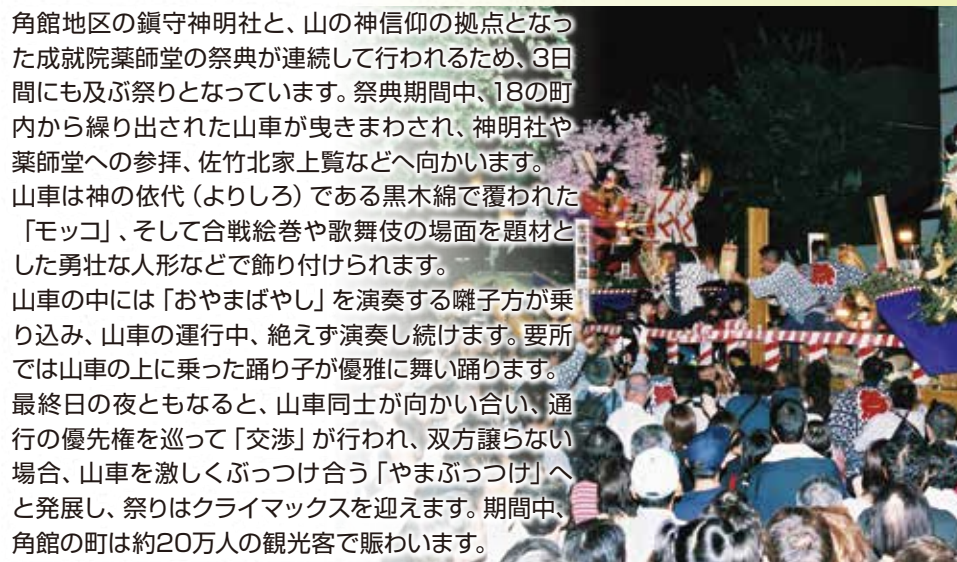 角館地区の鎮守神明社と、山の神信仰の拠点となっ
た成就院薬師堂の祭典が連続して行われるため、3日
間にも及ぶ祭りとなっています。祭典期間中、18の町
内から繰り出された山車が曳きまわされ、神明社や
薬師堂への参拝、佐竹北家上覧などへ向かいます。
山車は神の依代（よりしろ）である黒木綿で覆われた
「モッコ」、そして合戦絵巻や歌舞伎の場面を題材と
した勇壮な人形などで飾り付けられます。
山車の中には「おやまばやし」を演奏する囃子方が乗
り込み、山車の運行中、絶えず演奏し続けます。要所
では山車の上に乗った踊り子が優雅に舞い踊ります。
最終日の夜ともなると、山車同士が向かい合い、通
行の優先権を巡って「交渉」が行われ、双方譲らない
場合、山車を激しくぶっつけ合う「やまぶっつけ」へ
と発展し、祭りはクライマックスを迎えます。期間中、
角館の町は約20万人の観光客で賑わいます。